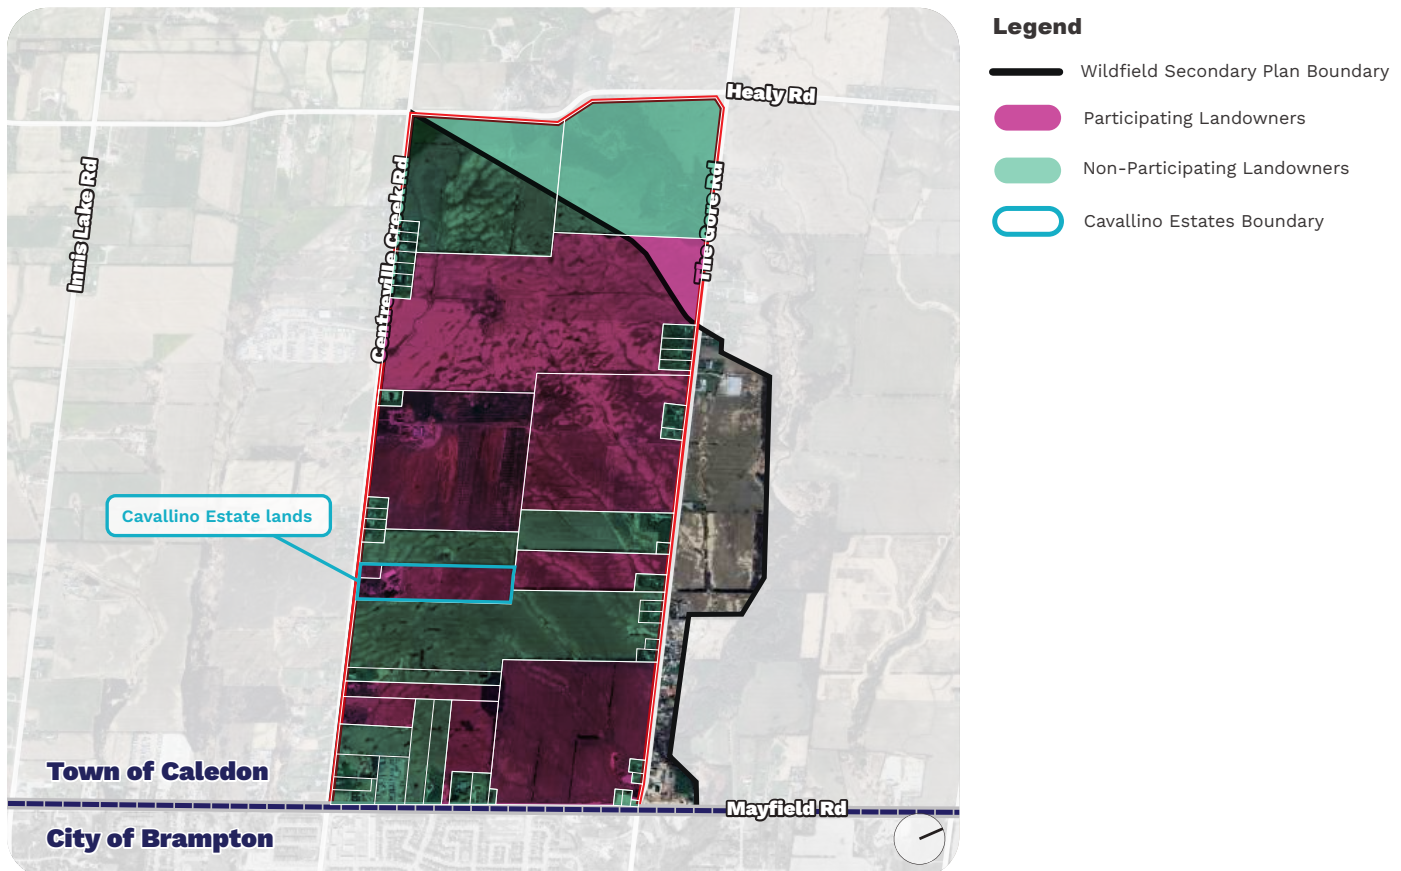 Legend
Wildfield Secondary Plan Boundary
Participating Landowners
Non-Participating Landowners
Cavallino Estates Boundary
Healy Rd
Innis Lake Rd
Centreville Creek Rd
The Gore Rd
Cavallino Estate lands
Town of Caledon
Mayfield Rd
City of Brampton